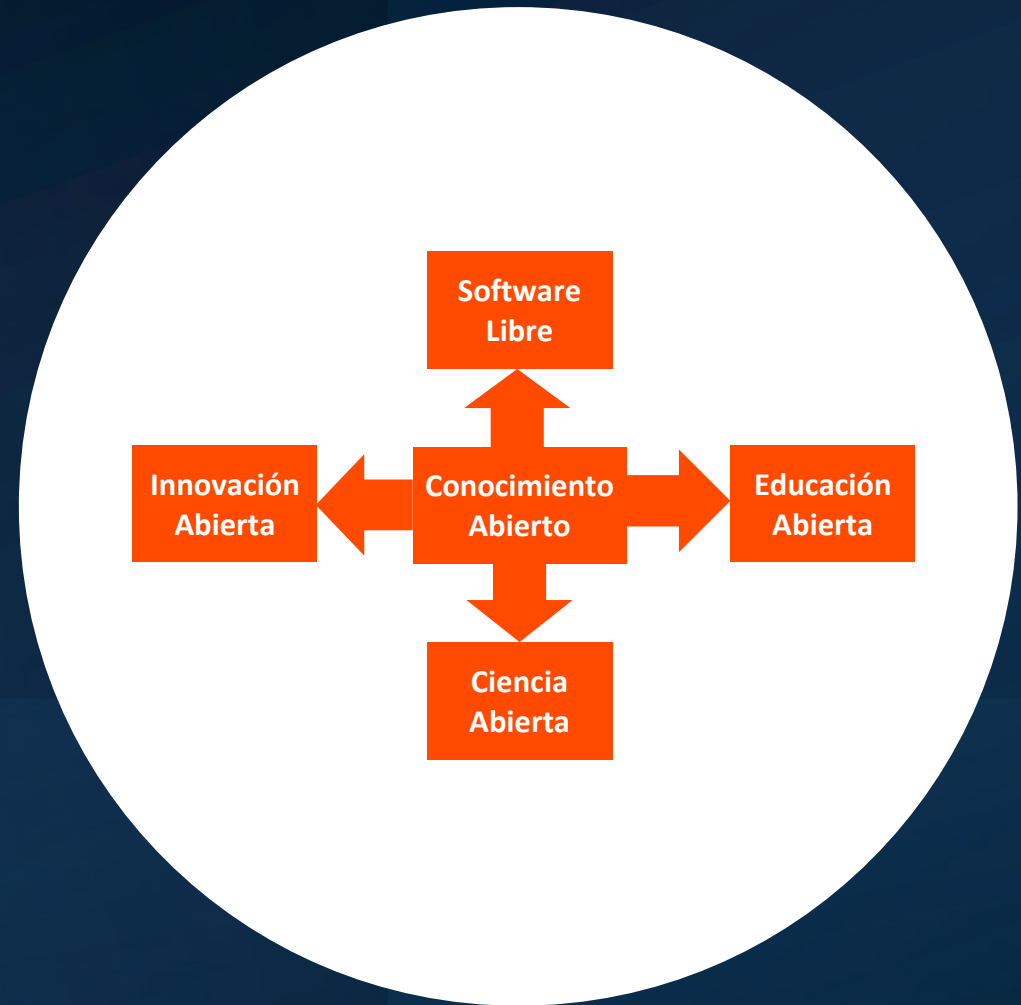 Software
Libre
Innovación
Abierta
Conocimiento
Abierto
Educación
Abierta
Ciencia
Abierta